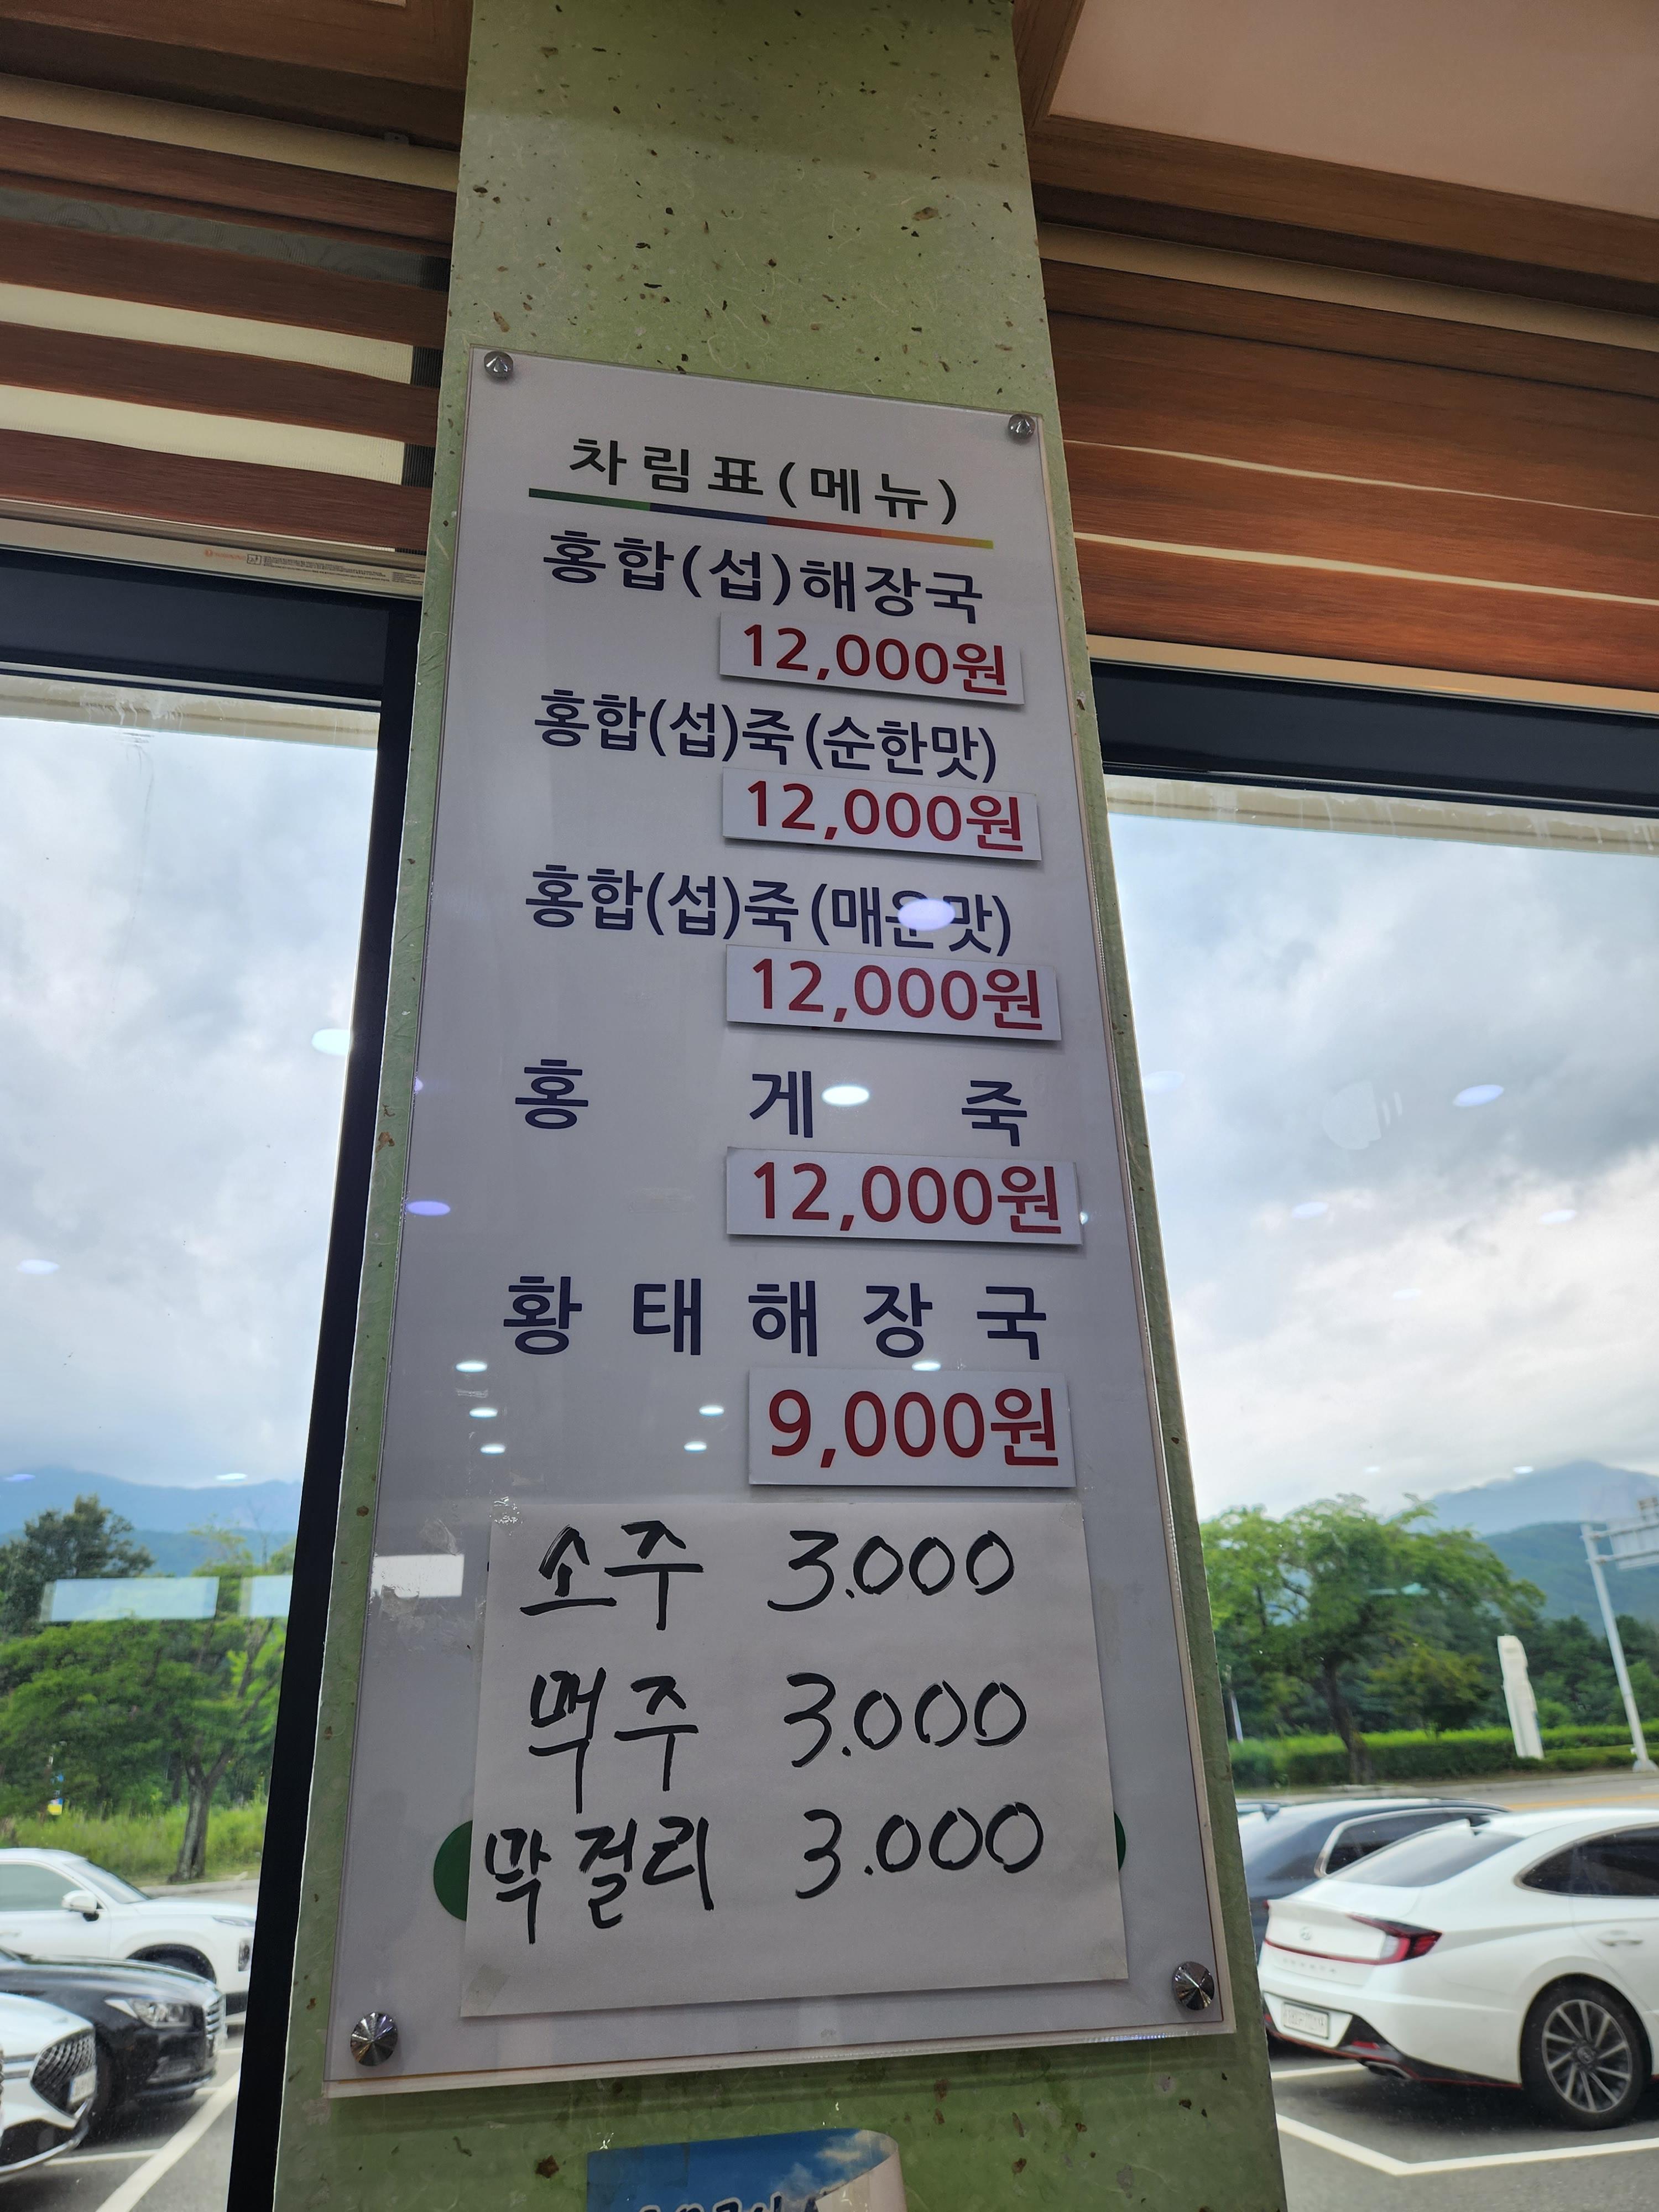 차림표(메뉴)
홍합(섭)해장국
12,000원
홍합(섭)죽(순한맛)
12,000원
홍합(섭)죽(매운맛)
12,000원
홍게죽
12,000원
황태해장국
9,000원
소주 3.000
맥주 3.000
막걸리 3.000